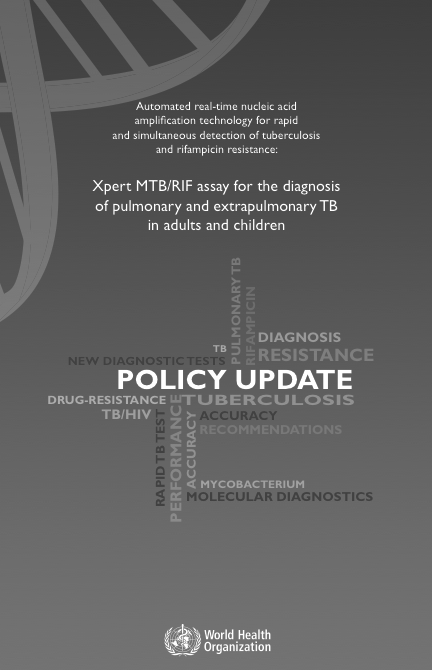 Automated real-time nucleic acid
amplification technology for rapid
and simultaneous detection of tuberculosis
and rifampicin resistance:
Xpert MTB/RIF assay for the diagnosis
of pulmonary and extrapulmonary TB
in adults and children
PULMONARY TB
RIFAMPICIN
DIAGNOSIS
TB
RESISTANCE
NEW DIAGNOSTIC TESTS
POLICY UPDATE
DRUG-RESISTANCE
TUBERCULOSIS
TB/HIV
ACCURACY
RECOMMENDATIONS
RAPID TB TEST
PERFORMANCE
ACCURACY
MYCOBACTERIUM
MOLECULAR DIAGNOSTICS
World Health
Organization